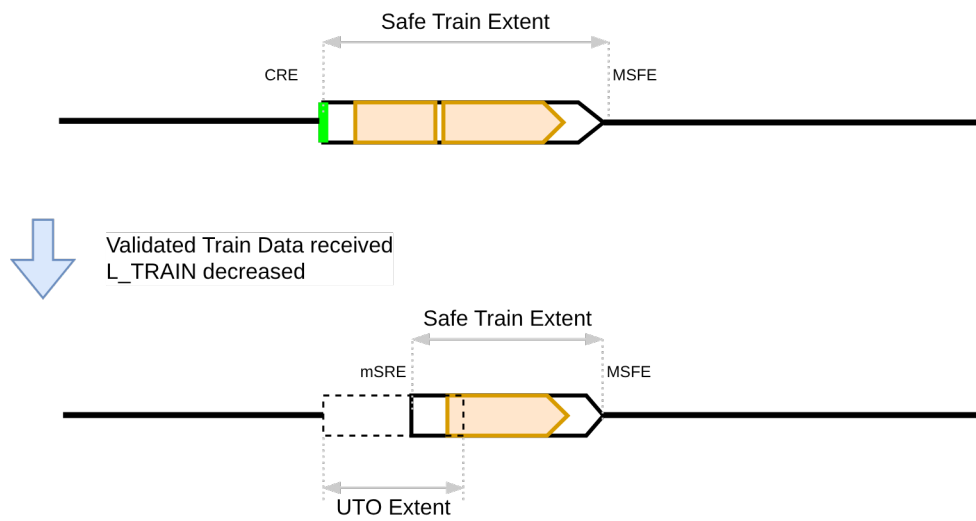 Safe Train Extent
CRE
MSFE
Validated Train Data received
L_TRAIN decreased
Safe Train Extent
mSRE
MSFE
UTO Extent